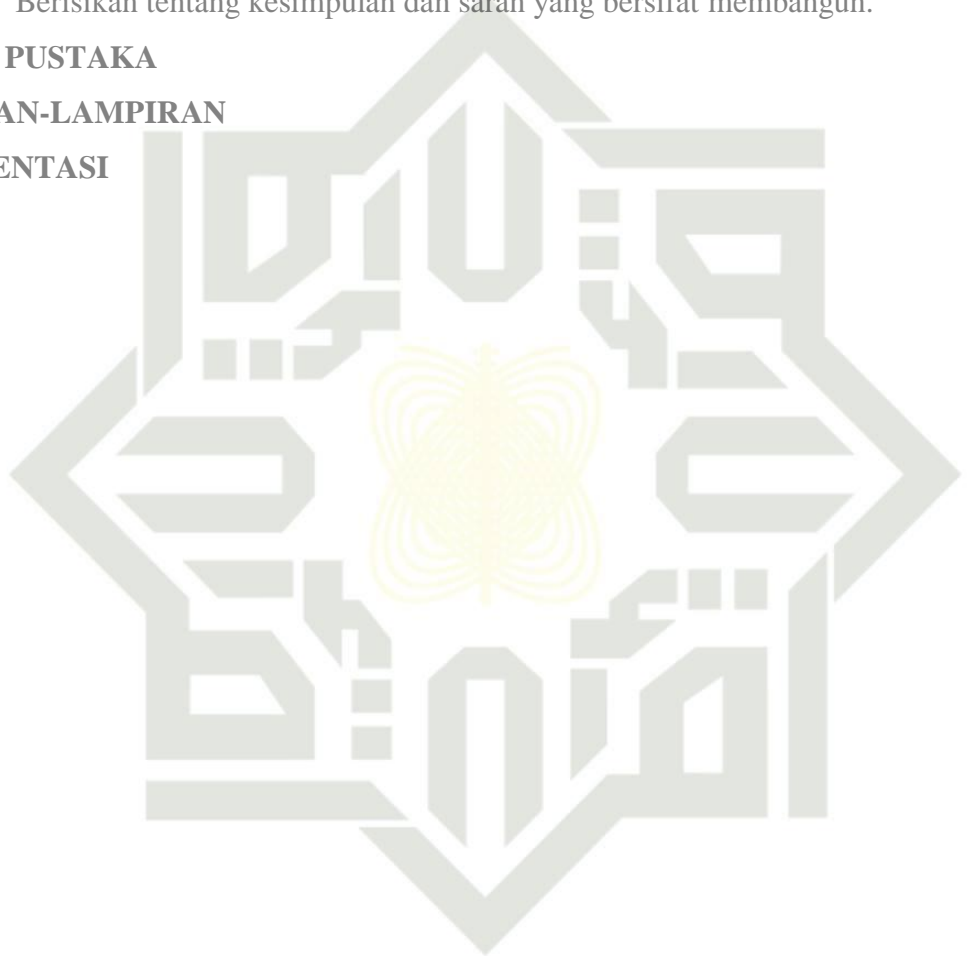 Berisikan tentang kesimpulan dan saran yang bersifat membangun.
PUSTAKA
AN-LAMPIRAN
ENTASI